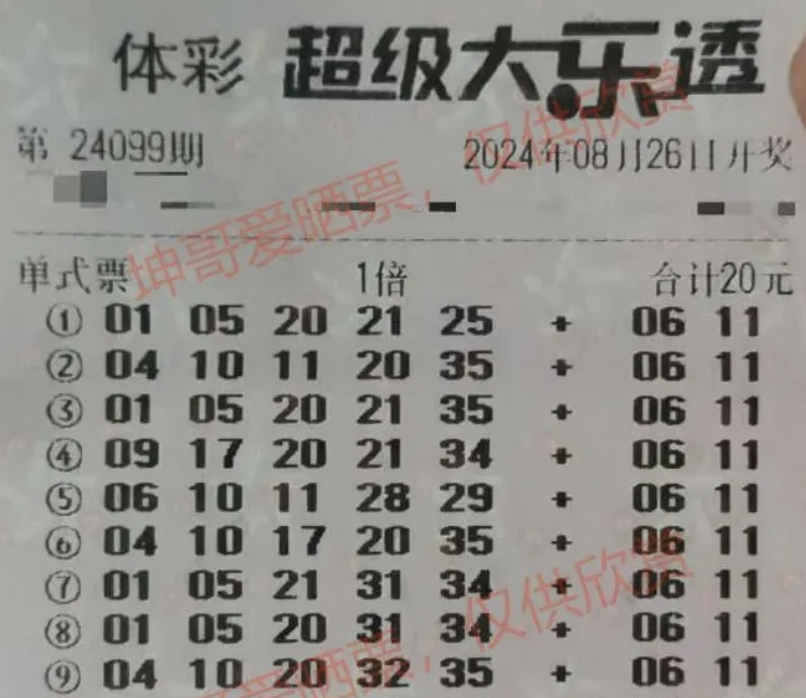 体彩 超级大乐透
第 24099期 2024年08月26日开奖
单式票 1倍 合计20元
① 01 05 20 21 25 + 06 11
② 04 10 11 20 35 + 06 11
③ 01 05 20 21 35 + 06 11
④ 09 17 20 21 34 + 06 11
⑤ 06 10 11 28 29 + 06 11
⑥ 04 10 17 20 35 + 06 11
⑦ 01 05 21 31 34 + 06 11
⑧ 01 05 20 31 34 + 06 11
⑨ 04 10 20 32 35 + 06 11
坤哥爱晒票，仅供欣赏
坤哥爱晒票，仅供欣赏